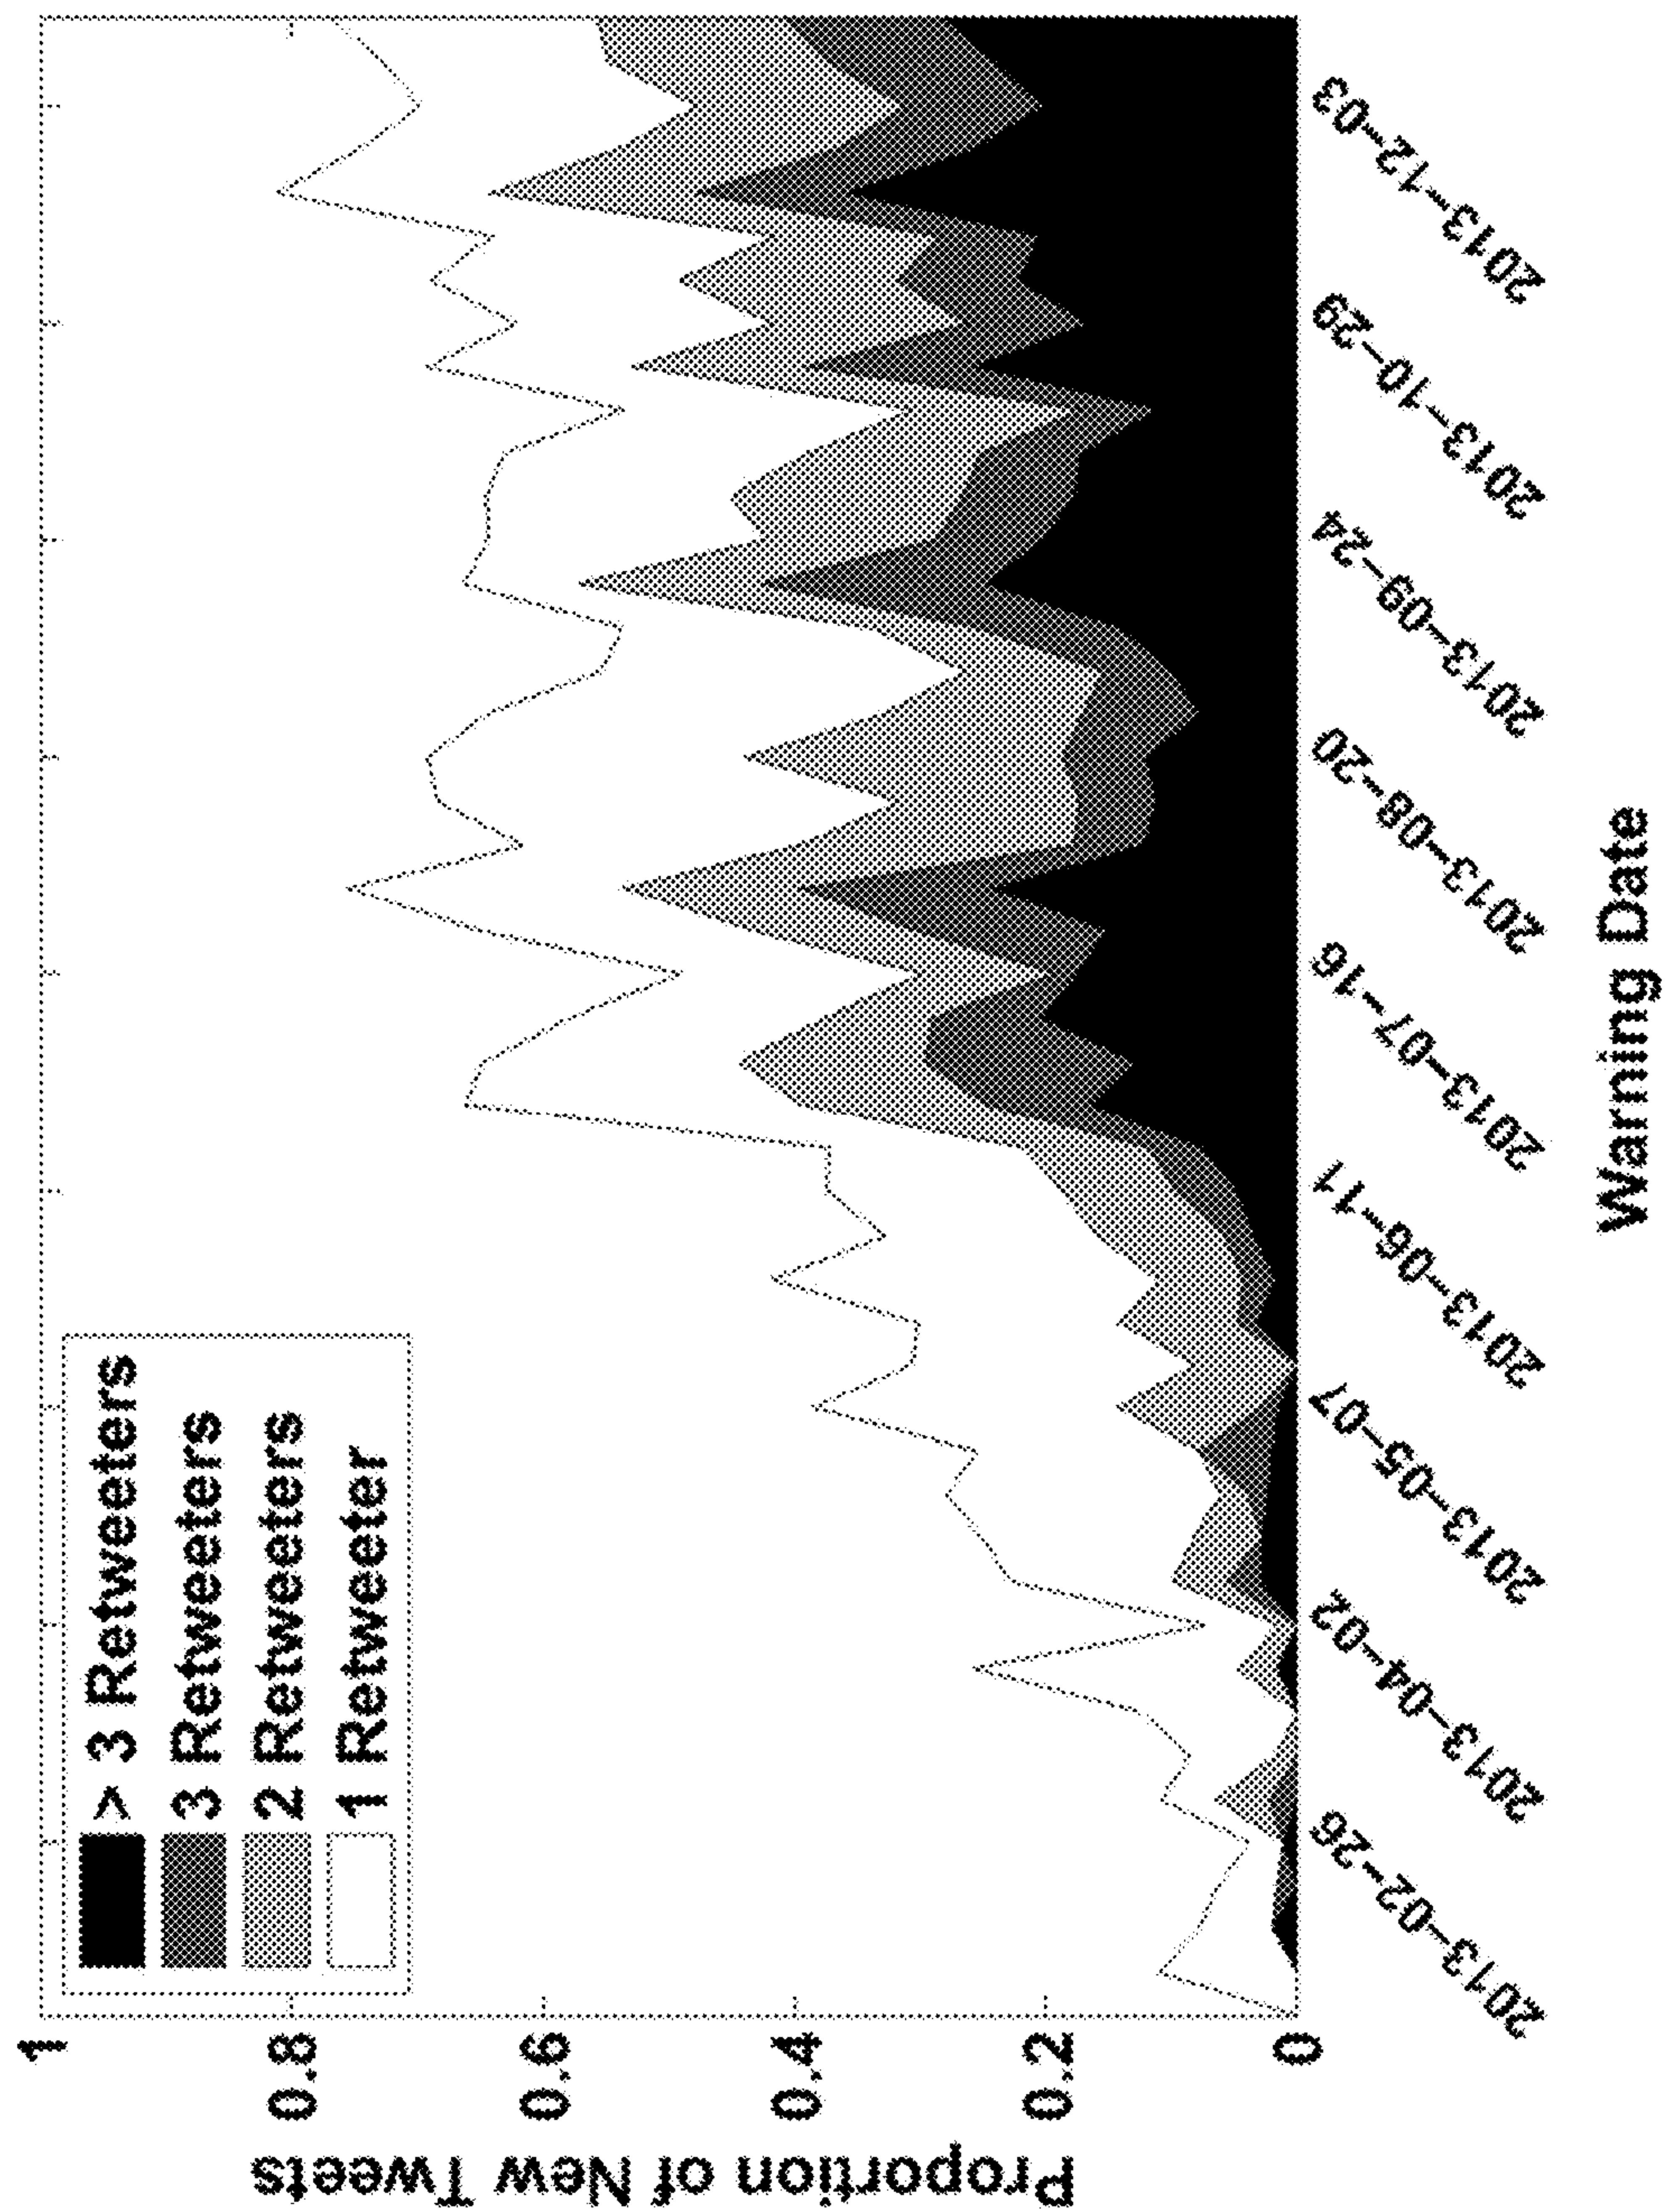 Proportion of New Tweets
1
0.8
0.6
0.4
0.2
0
> 3 Retweeters
3 Retweeters
2 Retweeters
1 Retweeter
2013-02-26
2013-04-02
2013-05-07
2013-06-11
2013-07-16
2013-08-20
2013-09-24
2013-10-29
2013-12-03
Warning Date